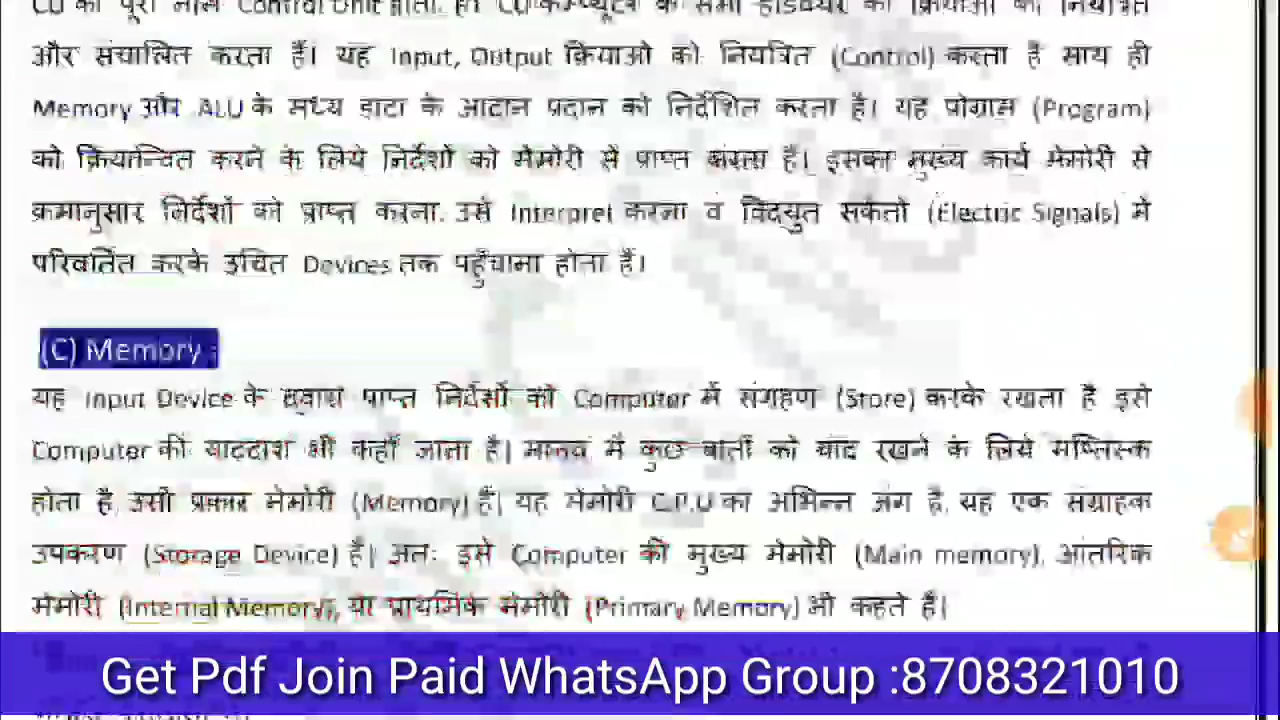 CU का पूरा नाम Control Unit होता है। CU कम्प्यूटर के सभी हार्डवेयर की क्रियाओं को नियंत्रित
और संचालित करता हैं। यह Input, Output क्रियाओ को नियत्रित (Control) करता है साथ ही
Memory और ALU के मध्य डाटा के आदान प्रदान को निर्देशित करता है। यह प्रोग्राम (Program)
को क्रियान्वित करने के लिये निर्देशों को मेमोरी से प्राप्त करता हैं। इसका मुख्य कार्य मेमोरी से
क्रमानुसार निर्देशों को प्राप्त करना, उसे Interpret करना व विद्युत सकेतो (Electric Signals) में
परिवर्तित करके उचित Devices तक पहुँचाना होता हैं।
(C) Memory :
यह Input Device के द्वारा प्राप्त निर्देशों को Computer में संग्रहण (Store) करके रखता है इसे
Computer की याददाश भी कहाँ जाता है। मानव में कुछ बातों को याद रखने के लिये मष्तिस्क
होता है, उसी प्रकार मेमोरी (Memory) हैं। यह मेमोरी C.P.U का अभिन्न अंग है, यह एक संग्राहक
उपकरण (Storage Device) है। अतः इसे Computer की मुख्य मेमोरी (Main memory), आंतरिक
मेमोरी (Internal Memory), या प्राथमिक मेमोरी (Primary Memory) भी कहते हैं।
Get Pdf Join Paid WhatsApp Group :8708321010